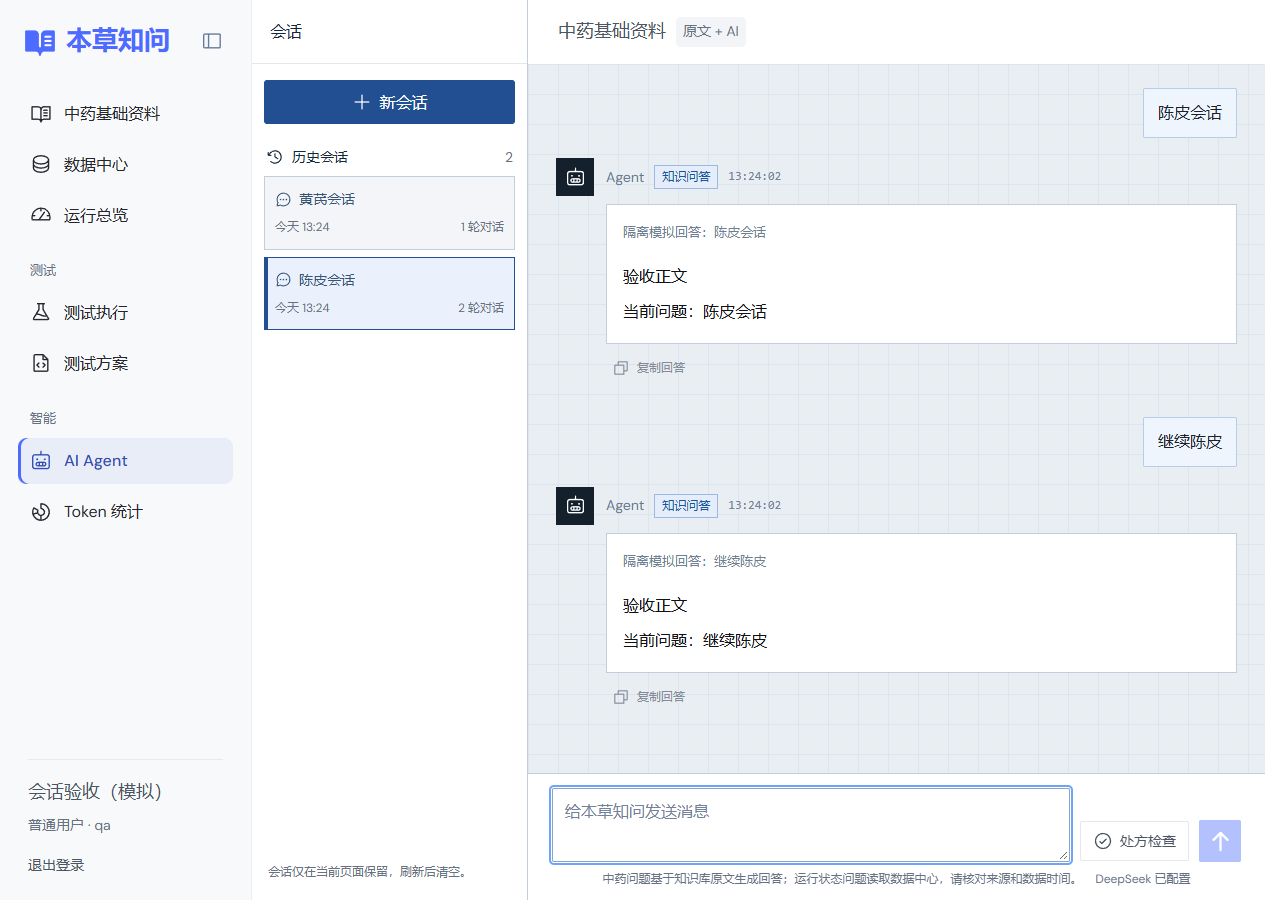 本草知问
中药基础资料
数据中心
运行总览
测试
测试执行
测试方案
智能
AI Agent
Token 统计
会话验收（模拟）
普通用户 · qa
退出登录
会话
新会话
历史会话 2
黄芪会话
今天 13:24 1 轮对话
陈皮会话
今天 13:24 2 轮对话
会话仅在当前页面保留，刷新后清空。
中药基础资料 原文 + AI
陈皮会话
Agent 知识问答 13:24:02
隔离模拟回答：陈皮会话
验收正文
当前问题：陈皮会话
复制回答
继续陈皮
Agent 知识问答 13:24:02
隔离模拟回答：继续陈皮
验收正文
当前问题：继续陈皮
复制回答
给本草知问发送消息
处方检查
中药问题基于知识库原文生成回答；运行状态问题读取数据中心，请核对来源和数据时间。 DeepSeek 已配置